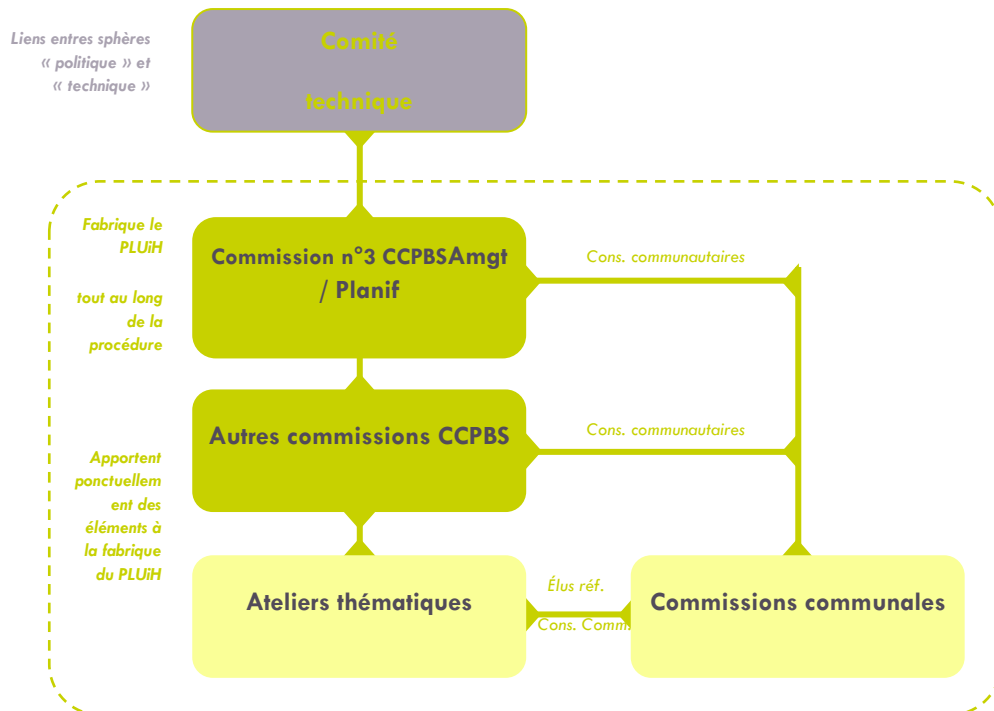 Liens entres sphères
« politique » et
« technique »
Comité
technique
Fabrique le
PLUiH
tout au long
de la
procédure
Commission n°3 CCPBSAmgt
/ Planif
Cons. communautaires
Autres commissions CCPBS
Cons. communautaires
Apportent
ponctuellem
ent des
éléments à
la fabrique
du PLUiH
Ateliers thématiques
Élus réf.
Cons. Comm.
Commissions communales